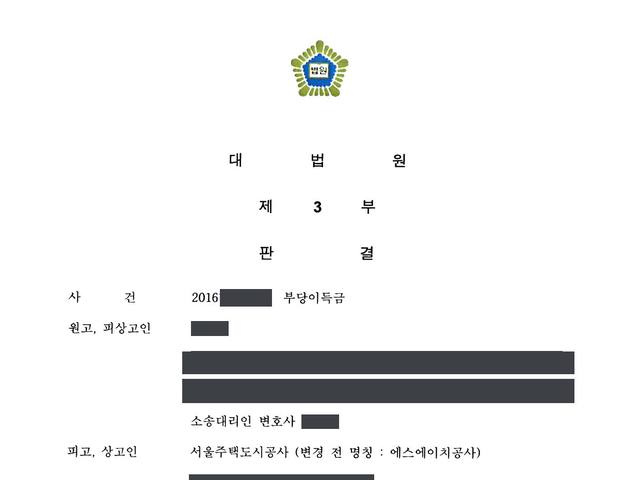 법원
대 법 원
제 3 부
판 결
사 건 2016 부당이득금
원고, 피상고인
소송대리인 변호사
피고, 상고인 서울주택도시공사 (변경 전 명칭 : 에스에이치공사)